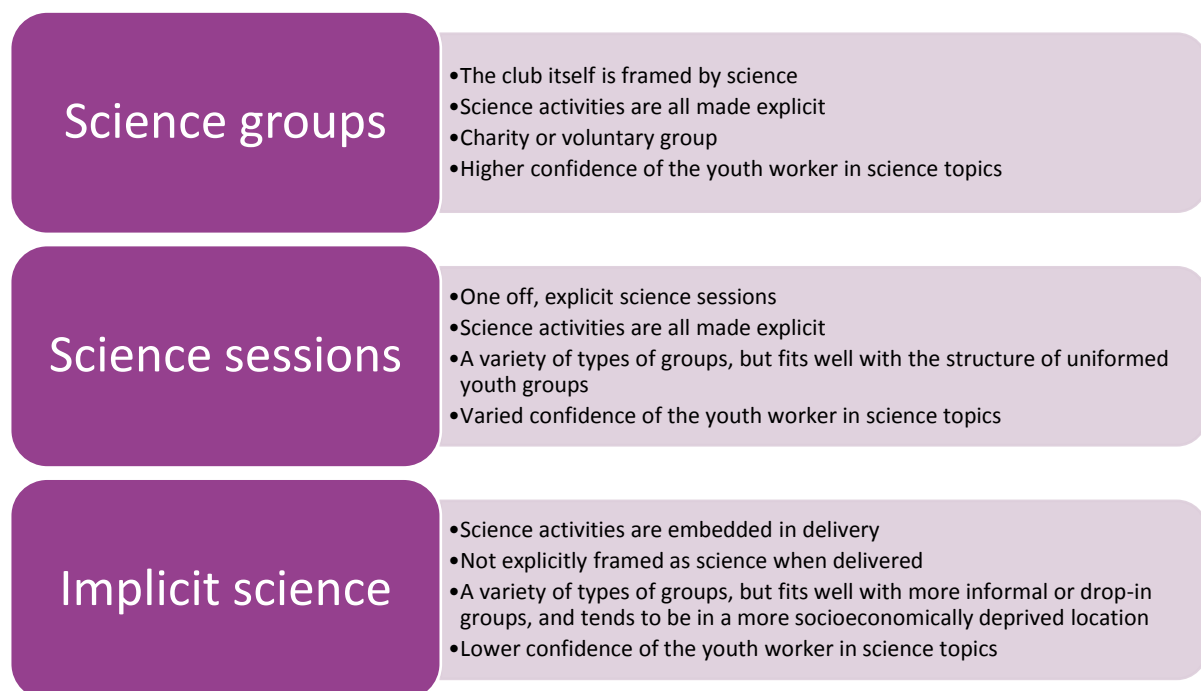 Science groups
•The club itself is framed by science
•Science activities are all made explicit
•Charity or voluntary group
•Higher confidence of the youth worker in science topics
Science sessions
•One off, explicit science sessions
•Science activities are all made explicit
•A variety of types of groups, but fits well with the structure of uniformed
youth groups
•Varied confidence of the youth worker in science topics
Implicit science
•Science activities are embedded in delivery
•Not explicitly framed as science when delivered
•A variety of types of groups, but fits well with more informal or drop-in
groups, and tends to be in a more socioeconomically deprived location
•Lower confidence of the youth worker in science topics